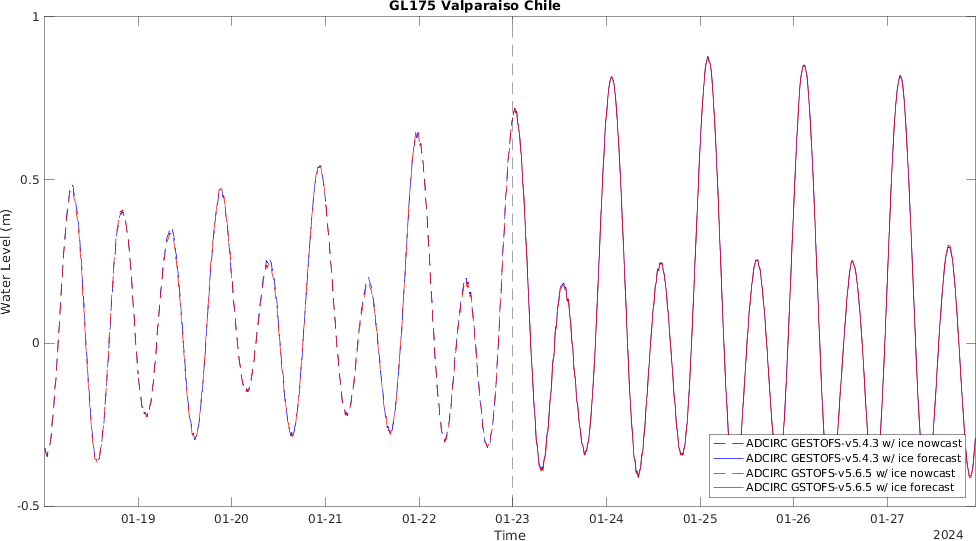 GL175 Valparaiso Chile
1
0.5
0
-0.5
Water Level (m)
ADCIRC GESTOFS-v5.4.3 w/ ice nowcast
ADCIRC GESTOFS-v5.4.3 w/ ice forecast
ADCIRC GSTOFS-v5.6.5 w/ ice nowcast
ADCIRC GSTOFS-v5.6.5 w/ ice forecast
01-19 01-20 01-21 01-22 01-23 01-24 01-25 01-26 01-27
Time
2024